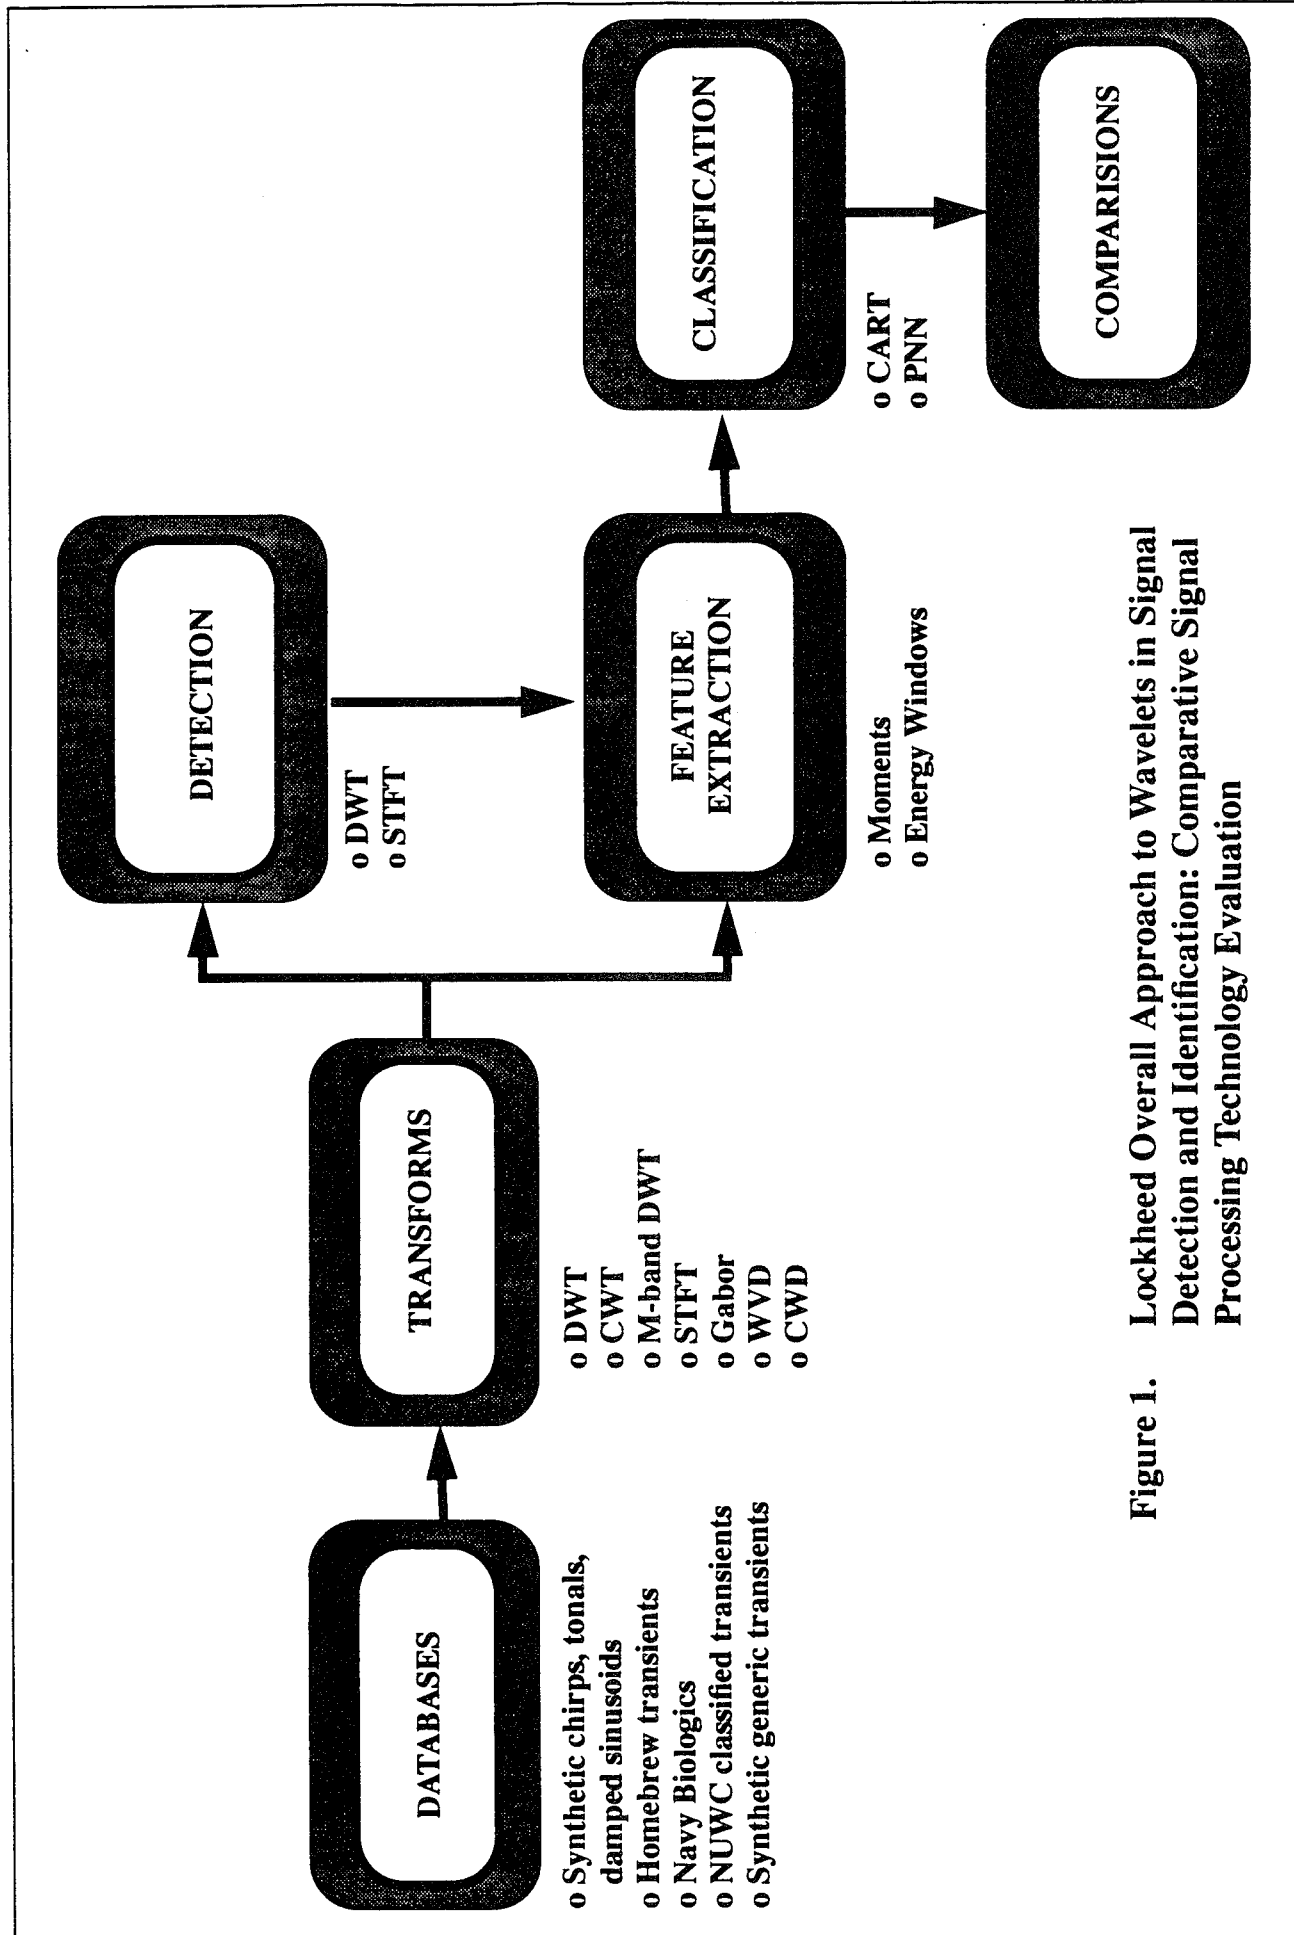 DATABASES
o Synthetic chirps, tonals,
damped sinusoids
o Homebrew transients
o Navy Biologics
o NUWC classified transients
o Synthetic generic transients
TRANSFORMS
o DWT
o CWT
o M-band DWT
o STFT
o Gabor
o WVD
o CWD
DETECTION
o DWT
o STFT
FEATURE
EXTRACTION
o Moments
o Energy Windows
CLASSIFICATION
o CART
o PNN
COMPARISIONS
Figure 1. Lockheed Overall Approach to Wavelets in Signal
Detection and Identification: Comparative Signal
Processing Technology Evaluation